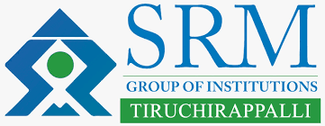 SRM
GROUP OF INSTITUTIONS
TIRUCHIRAPPALLI